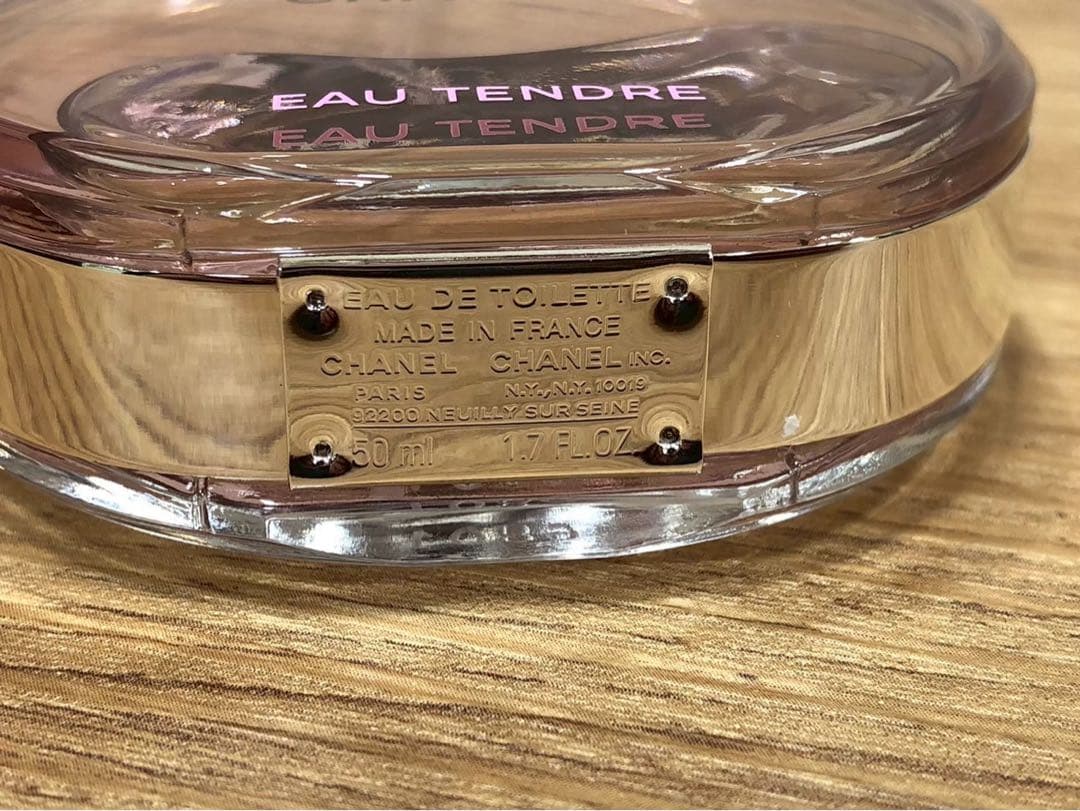 EAU TENDRE
EAU TENDRE
EAU DE TOILETTE
MADE IN FRANCE
CHANEL CHANEL INC.
PARIS N.Y., N.Y. 10019
92200 NEUILLY SUR SEINE
50 ml 1.7 FL.OZ.